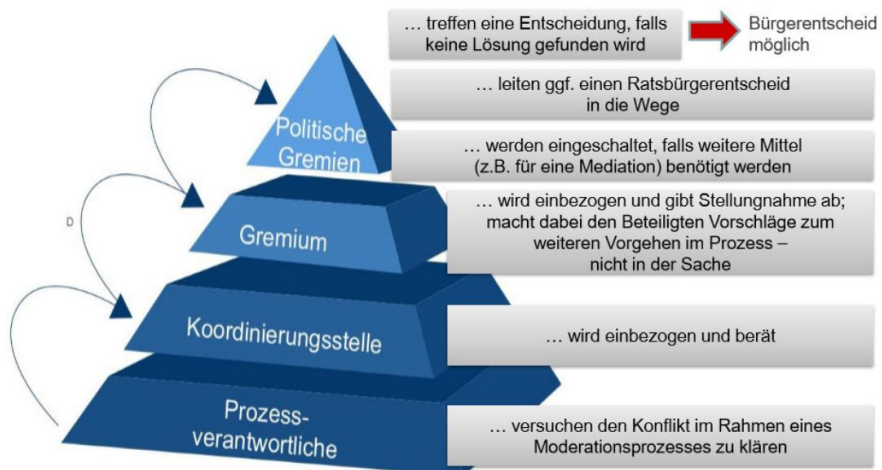 … treffen eine Entscheidung, falls
keine Lösung gefunden wird
Bürgerentscheid
möglich
… leiten ggf. einen Ratsbürgerentscheid
in die Wege
Politische
Gremien
… werden eingeschaltet, falls weitere Mittel
(z.B. für eine Mediation) benötigt werden
Gremium
… wird einbezogen und gibt Stellungnahme ab;
macht dabei den Beteiligten Vorschläge zum
weiteren Vorgehen im Prozess –
nicht in der Sache
D
Koordinierungsstelle
… wird einbezogen und berät
Prozess-
verantwortliche
… versuchen den Konflikt im Rahmen eines
Moderationsprozesses zu klären